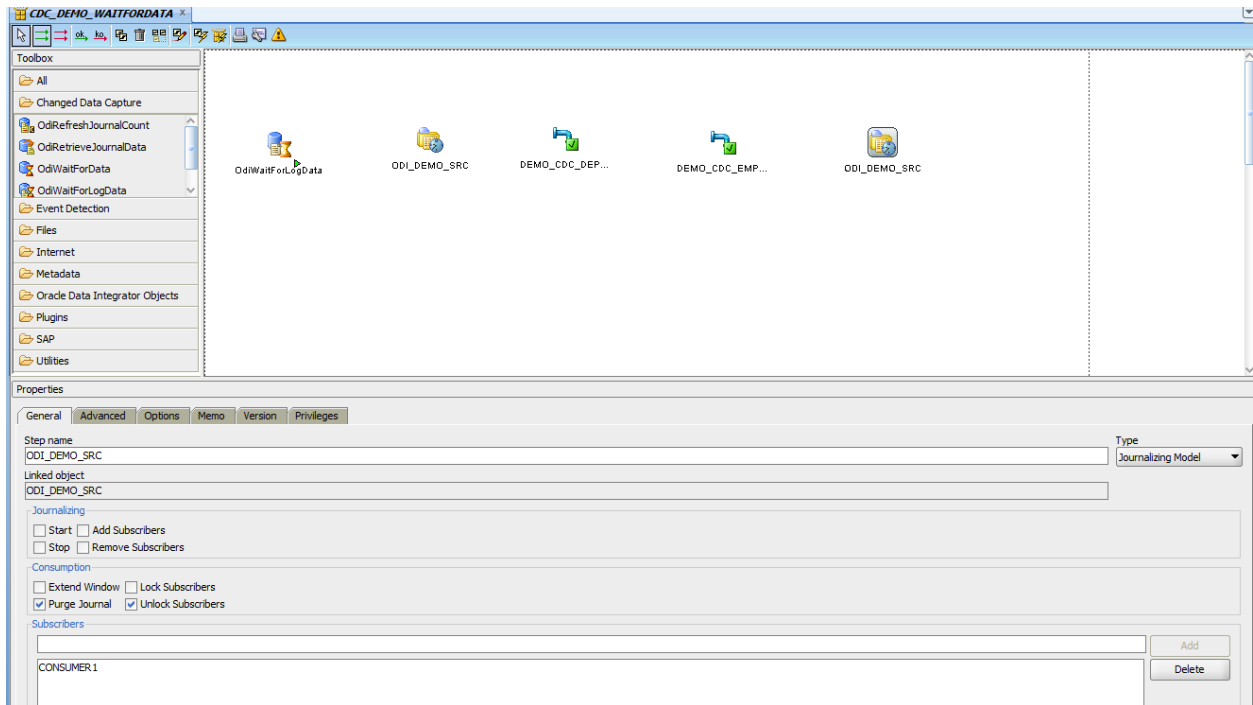 CDC_DEMO_WAITFORDATA
ok ko
Toolbox
All
Changed Data Capture
OdiRefreshJournalCount
OdiRetrieveJournalData
OdiWaitForData
OdiWaitForLogData
Event Detection
Files
Internet
Metadata
Oracle Data Integrator Objects
Plugins
SAP
Utilities
OdiWaitForLogData
ODI_DEMO_SRC
DEMO_CDC_DEP...
DEMO_CDC_EMP...
ODI_DEMO_SRC
Properties
General Advanced Options Memo Version Privileges
Step name Type
ODI_DEMO_SRC Journalizing Model
Linked object
ODI_DEMO_SRC
Journalizing
Start Add Subscribers
Stop Remove Subscribers
Consumption
Extend Window Lock Subscribers
Purge Journal Unlock Subscribers
Subscribers
Add
CONSUMER1 Delete